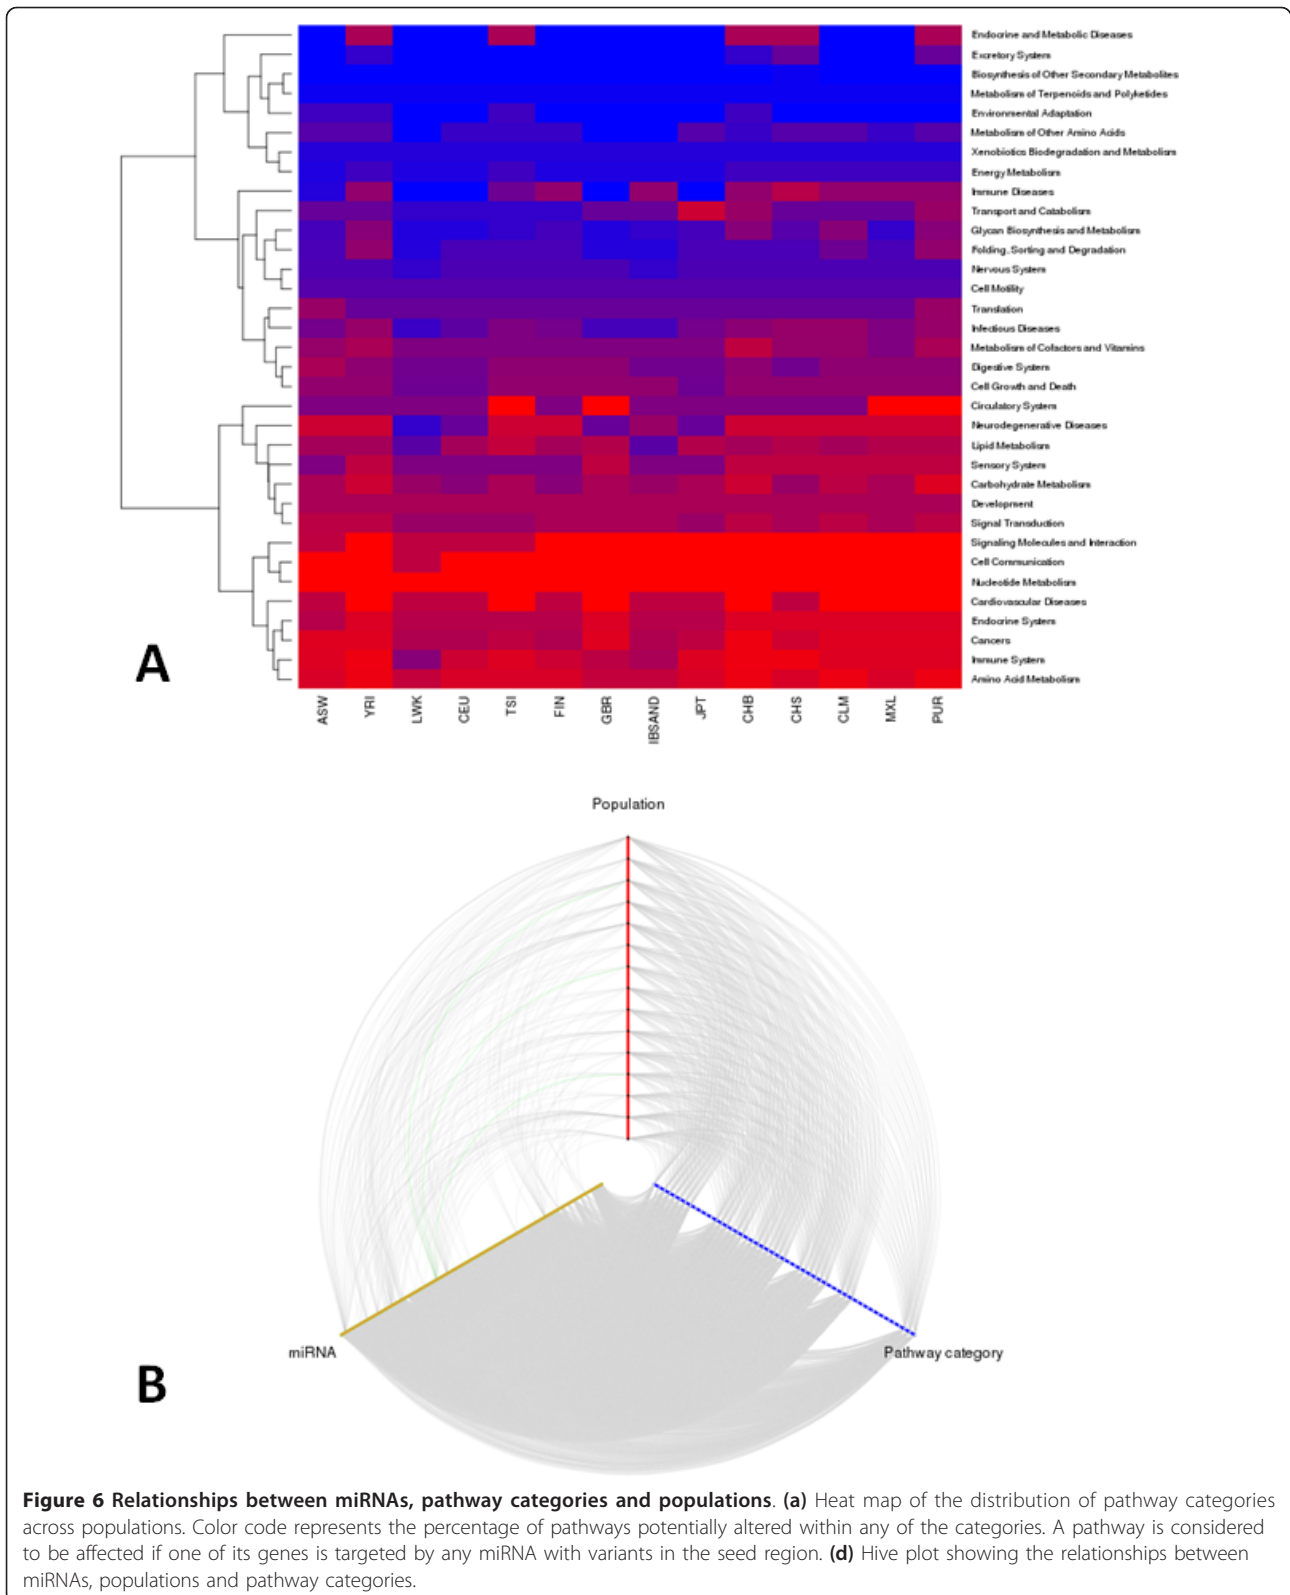 Endocrine and Metabolic Diseases
Excretory System
Biosynthesis of Other Secondary Metabolites
Metabolism of Terpenoids and Polyketides
Environmental Adaptation
Metabolism of Other Amino Acids
Xenobiotics Biodegradation and Metabolism
Energy Metabolism
Immune Diseases
Transport and Catabolism
Glycan Biosynthesis and Metabolism
Folding, Sorting and Degradation
Nervous System
Cell Motility
Translation
Infectious Diseases
Metabolism of Cofactors and Vitamins
Digestive System
Cell Growth and Death
Circulatory System
Neurodegenerative Diseases
Lipid Metabolism
Sensory System
Carbohydrate Metabolism
Development
Signal Transduction
Signaling Molecules and Interaction
Cell Communication
Nucleotide Metabolism
Cardiovascular Diseases
Endocrine System
Cancers
Immune System
Amino Acid Metabolism
A
ASW YRI LWK CEU TSI FIN GBR IBSAND JPT CHB CHS CLM MXL PUR
Population
miRNA
Pathway category
B
Figure 6 Relationships between miRNAs, pathway categories and populations. (a) Heat map of the distribution of pathway categories
across populations. Color code represents the percentage of pathways potentially altered within any of the categories. A pathway is considered
to be affected if one of its genes is targeted by any miRNA with variants in the seed region. (d) Hive plot showing the relationships between
miRNAs, populations and pathway categories.